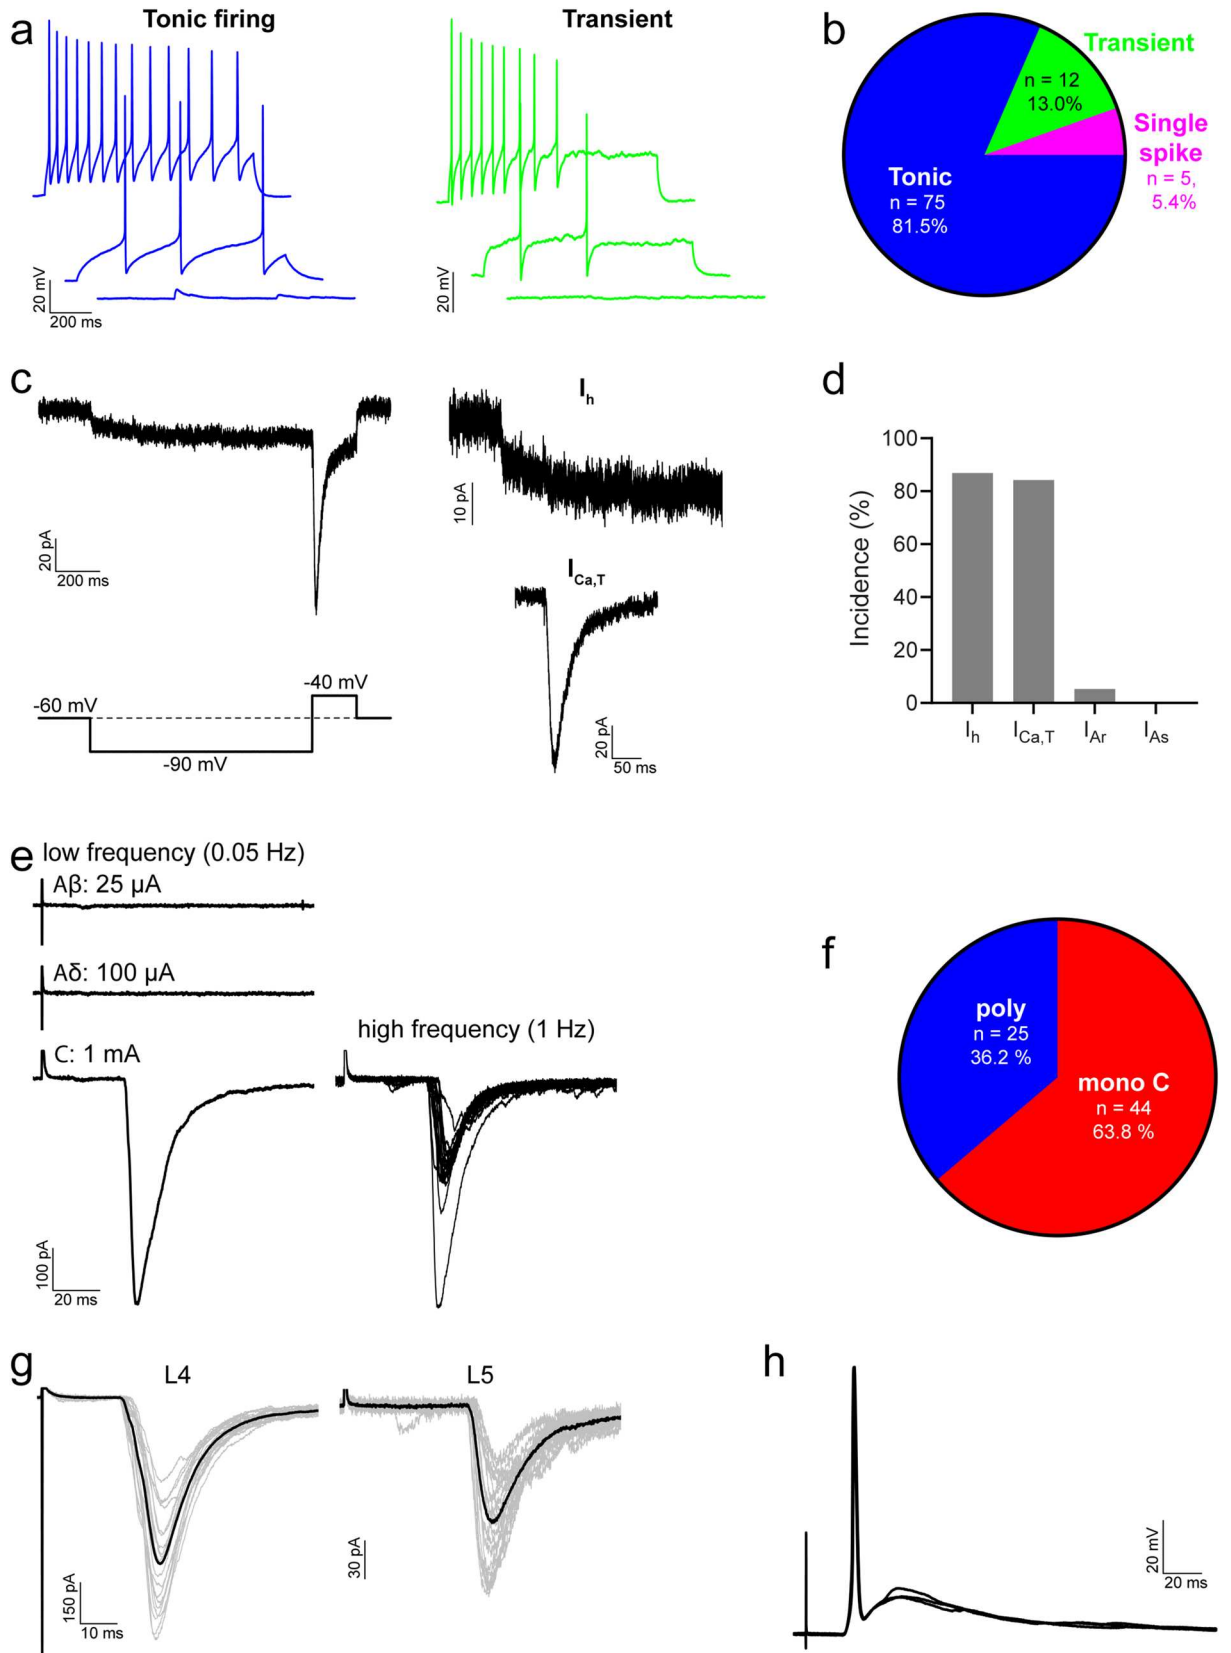 a
Tonic firing
20 mV
200 ms
Transient
20 mV
b
Transient
n = 12
13.0%
Single
spike
n = 5,
5.4%
Tonic
n = 75
81.5%
c
20 pA
200 ms
-60 mV
-40 mV
-90 mV
Ih
10 pA
ICa,T
20 pA
50 ms
d
Incidence (%)
100
80
60
40
20
0
Ih ICa,T IAr IAs
e
low frequency (0.05 Hz)
Aβ: 25 µA
Aδ: 100 µA
C: 1 mA
100 pA
20 ms
high frequency (1 Hz)
f
poly
n = 25
36.2 %
mono C
n = 44
63.8 %
g
L4
150 pA
10 ms
L5
30 pA
h
20 mV
20 ms